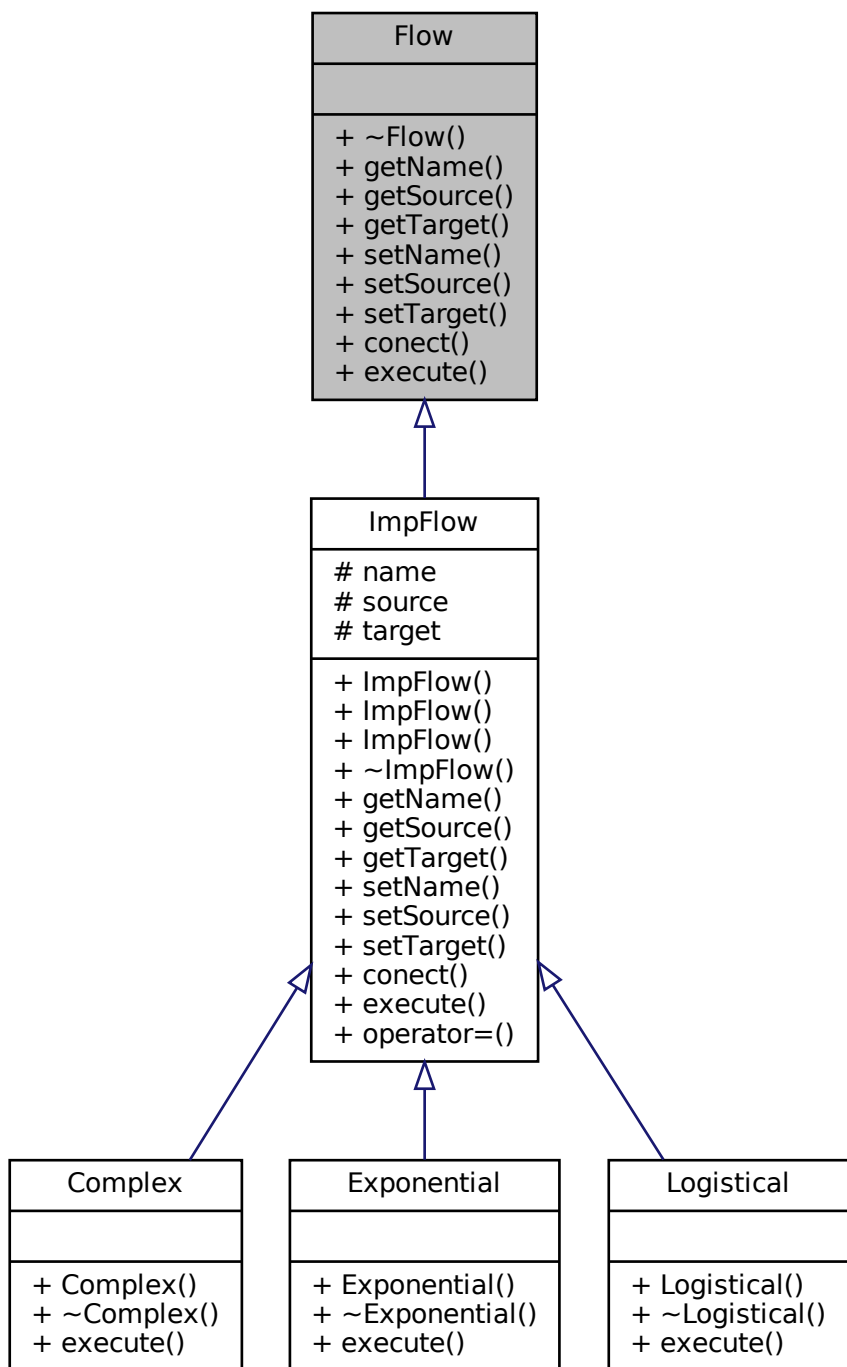 Flow
+ ~Flow()
+ getName()
+ getSource()
+ getTarget()
+ setName()
+ setSource()
+ setTarget()
+ conect()
+ execute()
ImpFlow
# name
# source
# target
+ ImpFlow()
+ ImpFlow()
+ ImpFlow()
+ ~ImpFlow()
+ getName()
+ getSource()
+ getTarget()
+ setName()
+ setSource()
+ setTarget()
+ conect()
+ execute()
+ operator=()
Complex
+ Complex()
+ ~Complex()
+ execute()
Exponential
+ Exponential()
+ ~Exponential()
+ execute()
Logistical
+ Logistical()
+ ~Logistical()
+ execute()